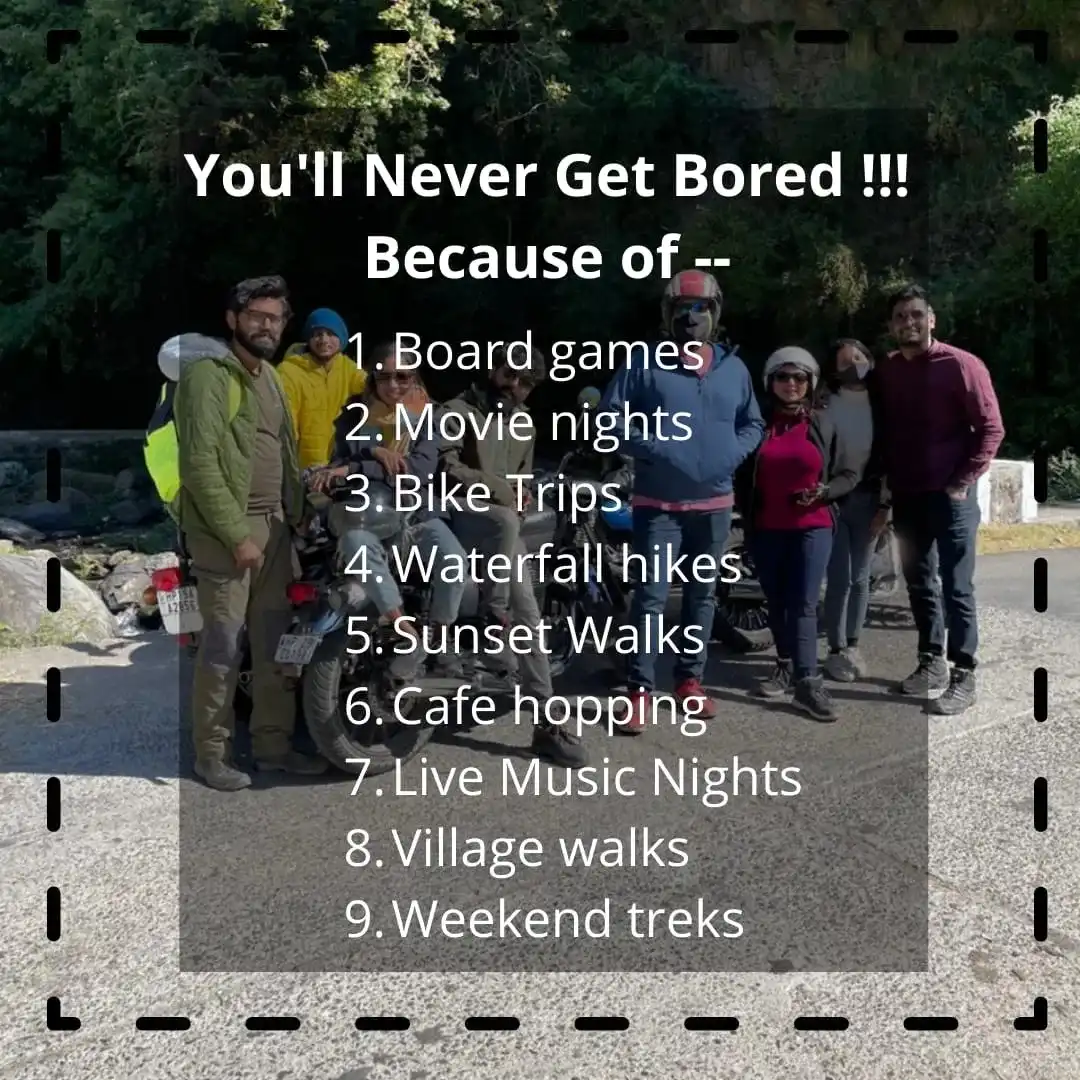 You'll Never Get Bored !!!
Because of --
1. Board games
2. Movie nights
3. Bike Trips
4. Waterfall hikes
5. Sunset Walks
6. Cafe hopping
7. Live Music Nights
8. Village walks
9. Weekend treks